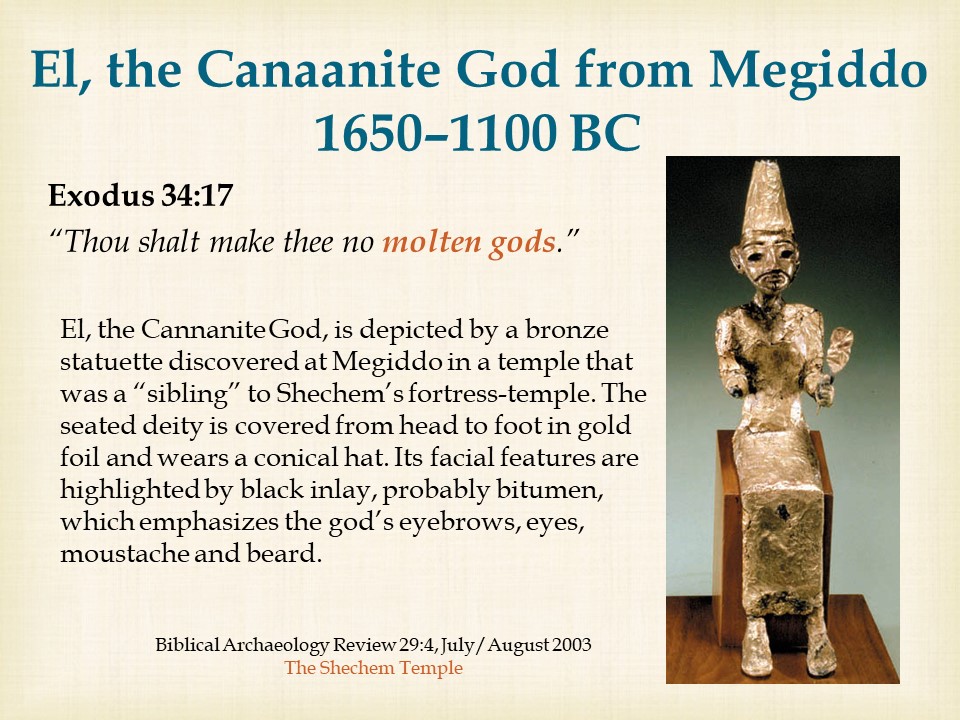 El, the Canaanite God from Megiddo
1650–1100 BC
Exodus 34:17
“Thou shalt make thee no molten gods.”
El, the Cannanite God, is depicted by a bronze
statuette discovered at Megiddo in a temple that
was a “sibling” to Shechem’s fortress-temple. The
seated deity is covered from head to foot in gold
foil and wears a conical hat. Its facial features are
highlighted by black inlay, probably bitumen,
which emphasizes the god’s eyebrows, eyes,
moustache and beard.
Biblical Archaeology Review 29:4, July/August 2003
The Shechem Temple